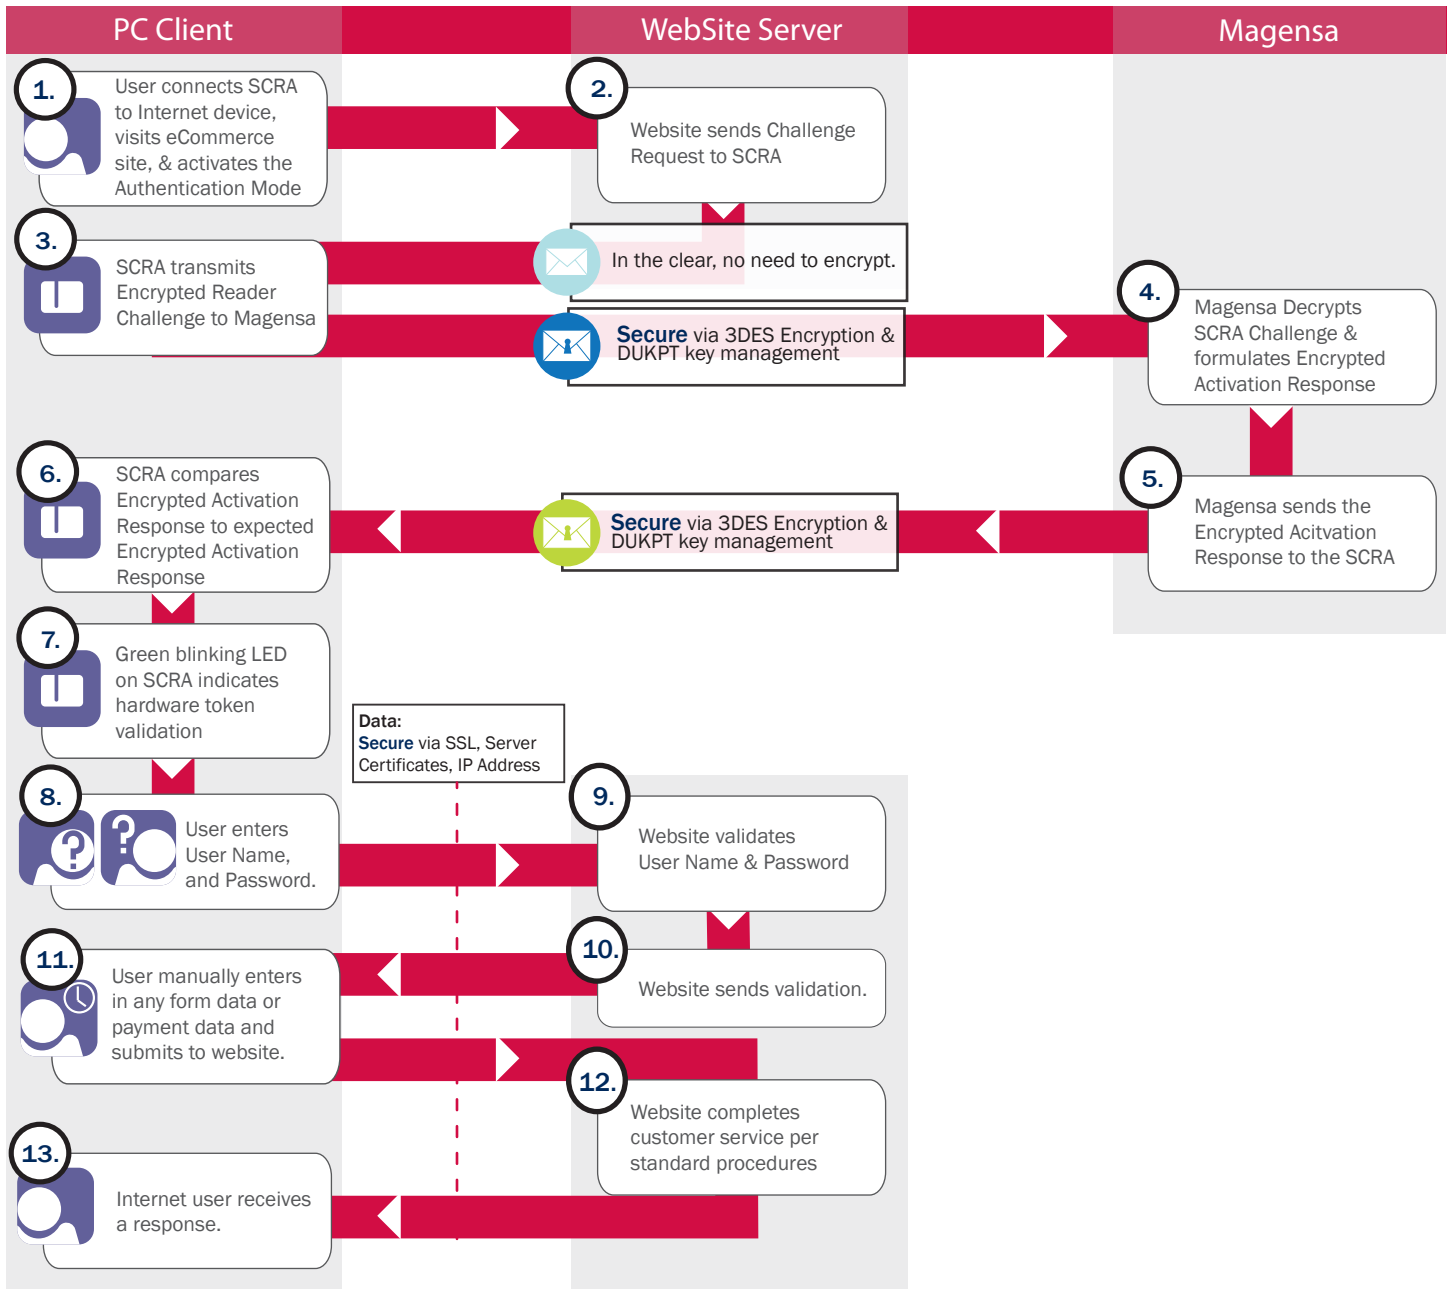 PC Client
WebSite Server
Magensa
1.
User connects SCRA
to Internet device,
visits eCommerce
site, & activates the
Authentication Mode
2.
Website sends Challenge
Request to SCRA
3.
SCRA transmits
Encrypted Reader
Challenge to Magensa
In the clear, no need to encrypt.
Secure via 3DES Encryption &
DUKPT key management
4.
Magensa Decrypts
SCRA Challenge &
formulates Encrypted
Activation Response
5.
Magensa sends the
Encrypted Acitvation
Response to the SCRA
Secure via 3DES Encryption &
DUKPT key management
6.
SCRA compares
Encrypted Activation
Response to expected
Encrypted Activation
Response
7.
Green blinking LED
on SCRA indicates
hardware token
validation
Data:
Secure via SSL, Server
Certificates, IP Address
8.
? ?
User enters
User Name,
and Password.
9.
Website validates
User Name & Password
10.
Website sends validation.
11.
User manually enters
in any form data or
payment data and
submits to website.
12.
Website completes
customer service per
standard procedures
13.
Internet user receives
a response.